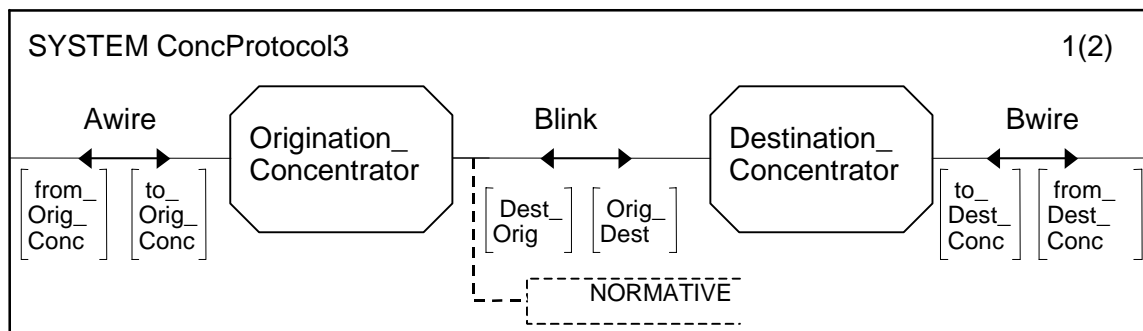 SYSTEM ConcProtocol3
1(2)
Awire
Origination_
Concentrator
Blink
Destination_
Concentrator
Bwire
from_
Orig_
Conc
to_
Orig_
Conc
Dest_
Orig
Orig_
Dest
to_
Dest_
Conc
from_
Dest_
Conc
NORMATIVE